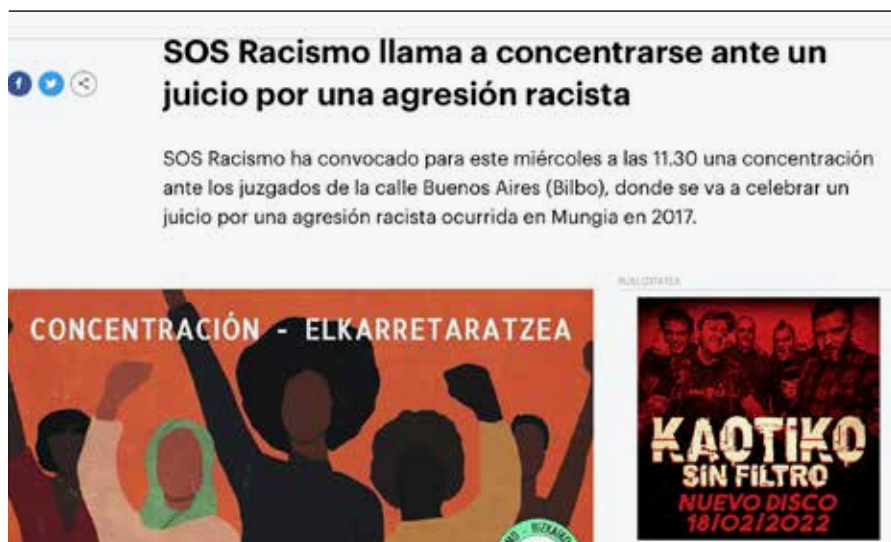 SOS Racismo llama a concentrarse ante un
juicio por una agresión racista
SOS Racismo ha convocado para este miércoles a las 11.30 una concentración
ante los juzgados de la calle Buenos Aires (Bilbo), donde se va a celebrar un
juicio por una agresión racista ocurrida en Mungia en 2017.
PUBLIZITATEA
CONCENTRACIÓN - ELKARRETARATZEA
KAOTIKO
SIN FILTRO
NUEVO DISCO
18/02/2022